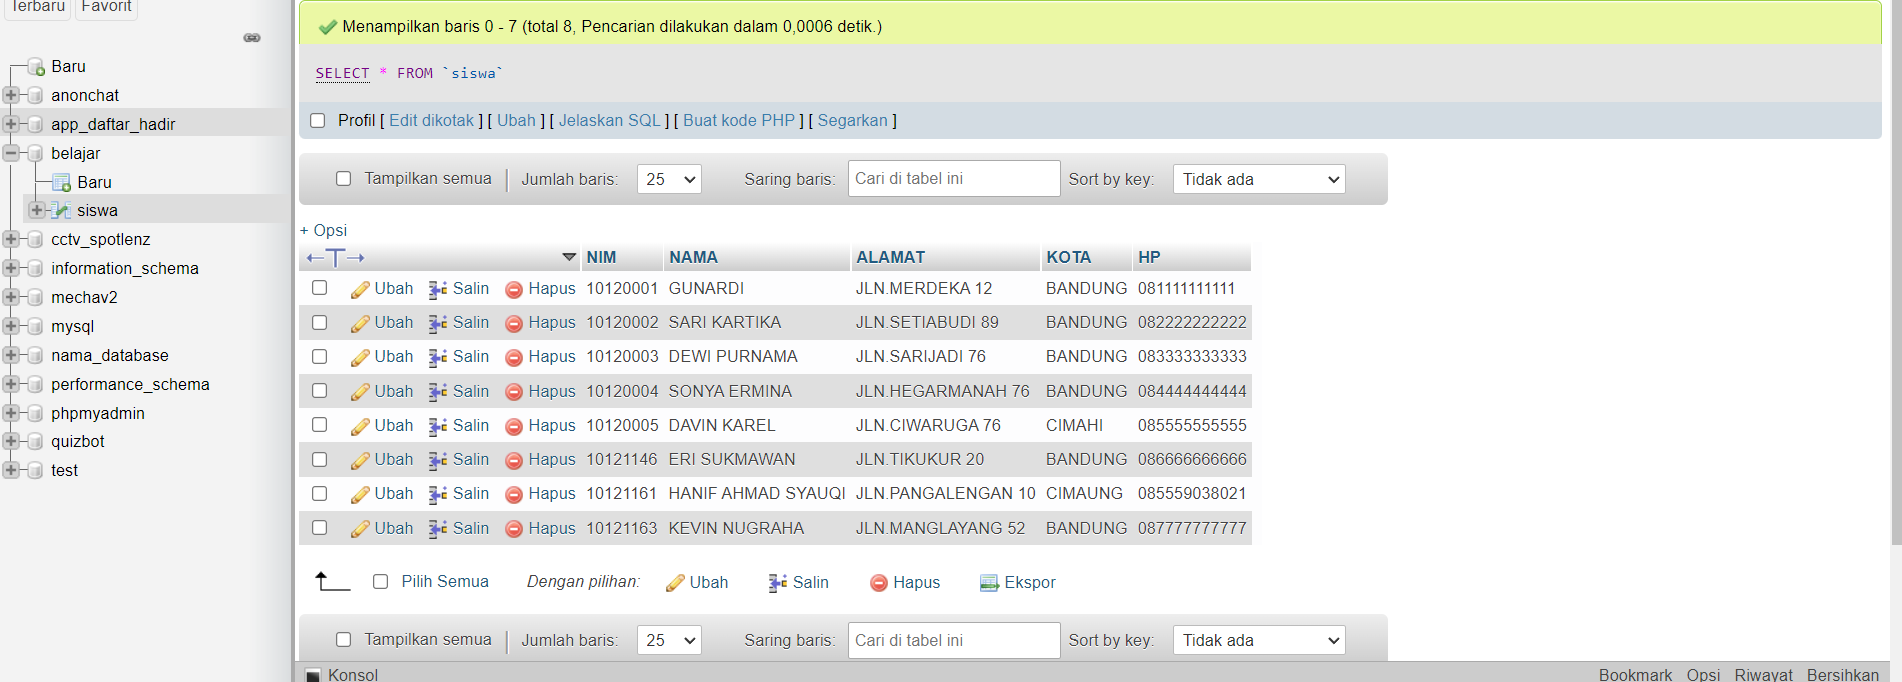 Terbaru Favorit
Baru
anonchat
app_daftar_hadir
belajar
Baru
siswa
cctv_spotlenz
information_schema
mechav2
mysql
nama_database
performance_schema
phpmyadmin
quizbot
test
Menampilkan baris 0 - 7 (total 8, Pencarian dilakukan dalam 0,0006 detik.)
SELECT * FROM `siswa`
Profil [ Edit dikotak ] [ Ubah ] [ Jelaskan SQL ] [ Buat kode PHP ] [ Segarkan ]
Tampilkan semua | Jumlah baris: 25 Saring baris: Cari di tabel ini Sort by key: Tidak ada
+ Opsi
←T→ NIM NAMA ALAMAT KOTA HP
Ubah Salin Hapus 10120001 GUNARDI JLN.MERDEKA 12 BANDUNG 081111111111
Ubah Salin Hapus 10120002 SARI KARTIKA JLN.SETIABUDI 89 BANDUNG 082222222222
Ubah Salin Hapus 10120003 DEWI PURNAMA JLN.SARIJADI 76 BANDUNG 083333333333
Ubah Salin Hapus 10120004 SONYA ERMINA JLN.HEGARMANAH 76 BANDUNG 084444444444
Ubah Salin Hapus 10120005 DAVIN KAREL JLN.CIWARUGA 76 CIMAHI 085555555555
Ubah Salin Hapus 10121146 ERI SUKMAWAN JLN.TIKUKUR 20 BANDUNG 086666666666
Ubah Salin Hapus 10121161 HANIF AHMAD SYAUQI JLN.PANGALENGAN 10 CIMAUNG 085559038021
Ubah Salin Hapus 10121163 KEVIN NUGRAHA JLN.MANGLAYANG 52 BANDUNG 087777777777
Pilih Semua Dengan pilihan: Ubah Salin Hapus Ekspor
Tampilkan semua | Jumlah baris: 25 Saring baris: Cari di tabel ini Sort by key: Tidak ada
Konsol Bookmark Opsi Riwayat Bersihkan